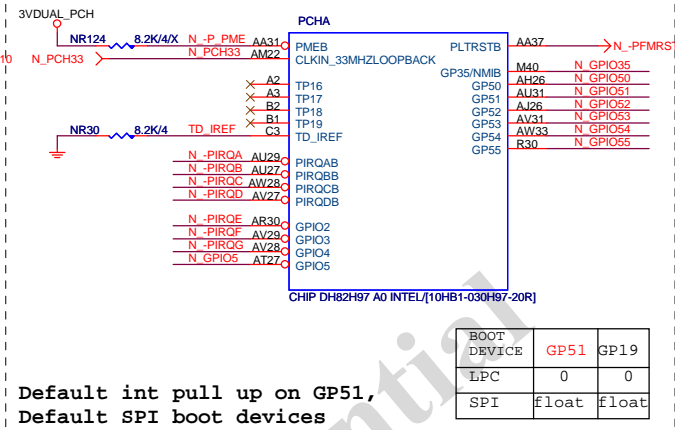 3VDUAL_PCH
PCHA
NR124 8.2K/4/X N_-P_PME AA31 PMEB PLTRSTB AA37 N_-PFMRST
10 N_PCH33 N_PCH33 AM22 CLKIN_33MHZLOOPBACK
GP35/NMIB M40 N_GPIO35
A2 TP16 GP50 AH26 N_GPIO50
A3 TP17 GP51 AU31 N_GPIO51
B2 TP18 GP52 AJ26 N_GPIO52
B1 TP19 GP53 AV31 N_GPIO53
NR30 8.2K/4 TD_IREF C3 TD_IREF GP54 AW33 N_GPIO54
GP55 R30 N_GPIO55
N_-PIRQA AU29 PIRQAB
N_-PIRQB AU27 PIRQBB
N_-PIRQC AW28 PIRQCB
N_-PIRQD AV27 PIRQDB
N_-PIRQE AR30 GPIO2
N_-PIRQF AV29 GPIO3
N_-PIRQG AV28 GPIO4
N_GPIO5 AT27 GPIO5
CHIP DH82H97 A0 INTEL/[10HB1-030H97-20R]
BOOT
DEVICE GP51 GP19
LPC 0 0
SPI float float
Default int pull up on GP51,
Default SPI boot devices
ntial